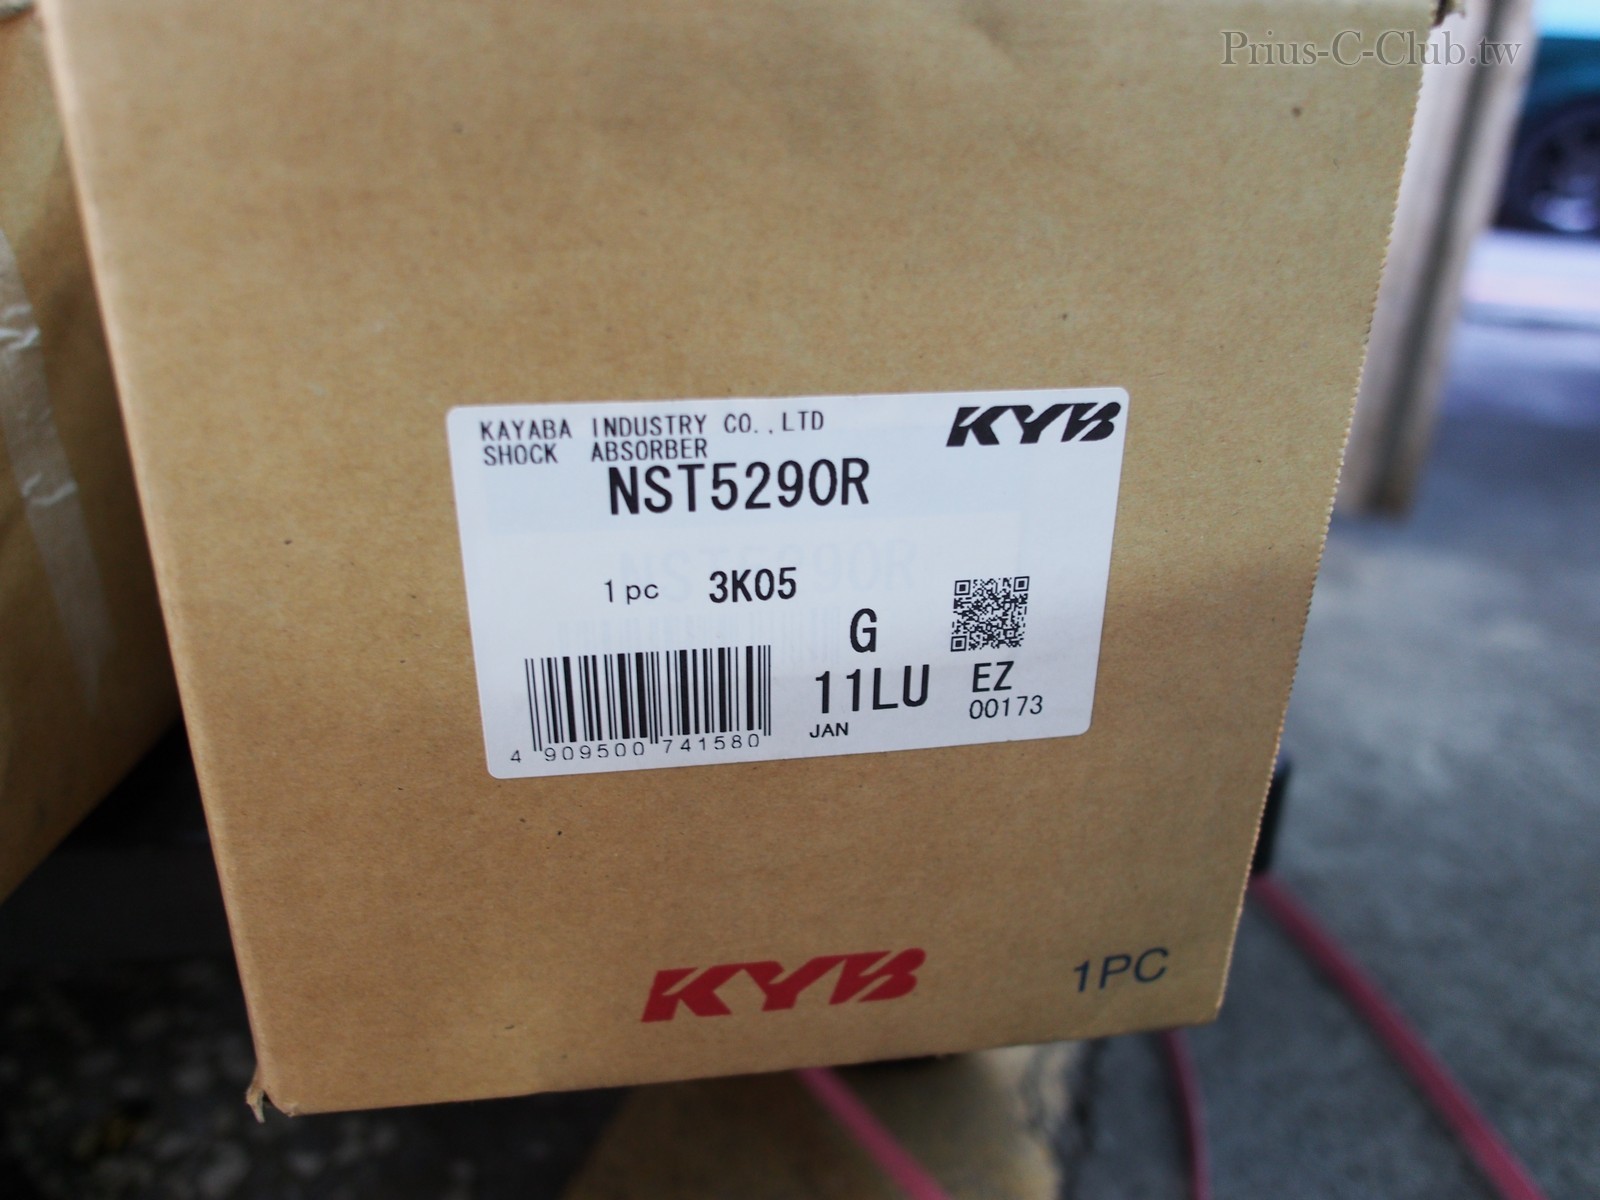 Prius-C-Club.tw
KAYABA INDUSTRY CO.,LTD
KYB
SHOCK ABSORBER
NST5290R
NST5290R
1pc 3K05
G
11LU EZ
JAN 00173
4 909500 741580
KYB
1PC